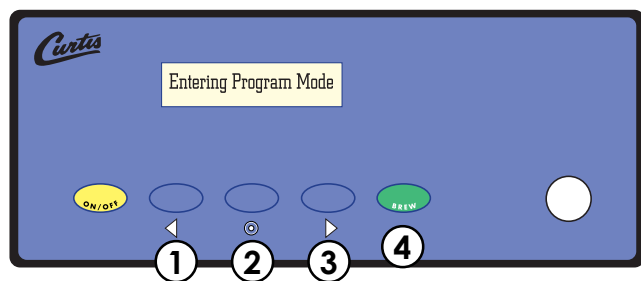 Curtis
Entering Program Mode
ON/OFF
BREW
1
2
3
4